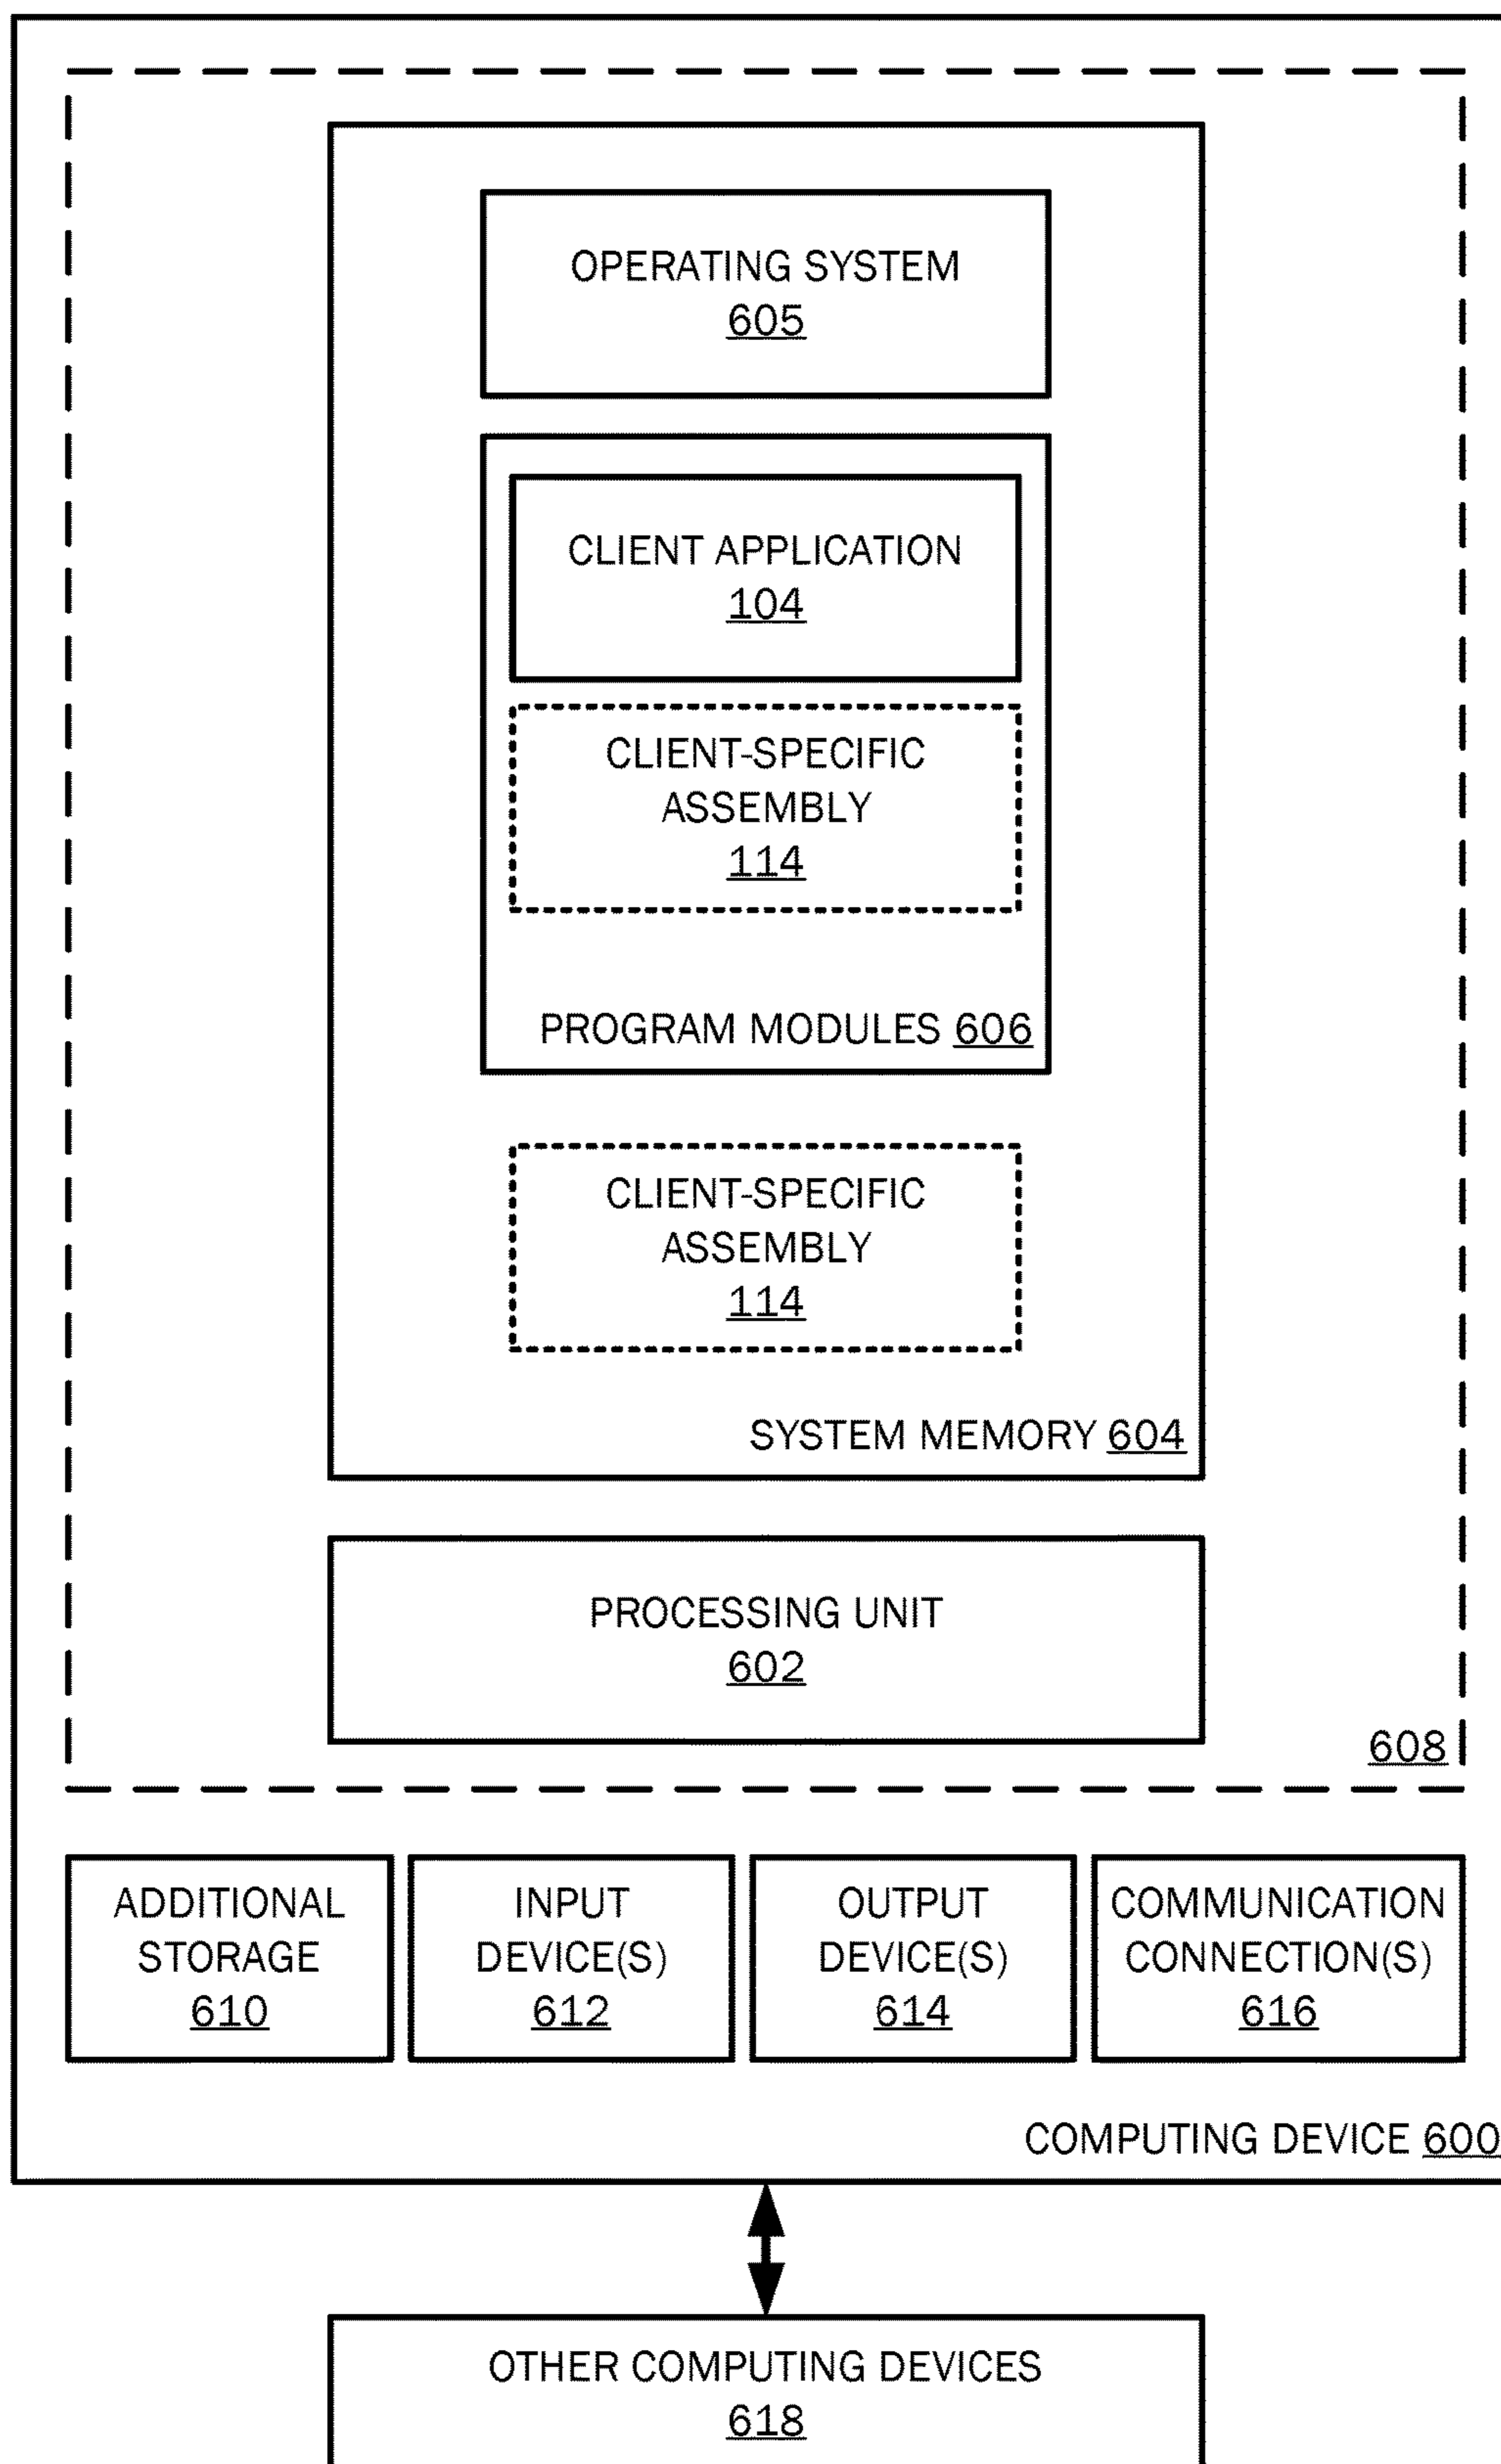 OPERATING SYSTEM
605
CLIENT APPLICATION
104
CLIENT-SPECIFIC
ASSEMBLY
114
PROGRAM MODULES 606
CLIENT-SPECIFIC
ASSEMBLY
114
SYSTEM MEMORY 604
PROCESSING UNIT
602
608
ADDITIONAL
STORAGE
610
INPUT
DEVICE(S)
612
OUTPUT
DEVICE(S)
614
COMMUNICATION
CONNECTION(S)
616
COMPUTING DEVICE 600
OTHER COMPUTING DEVICES
618